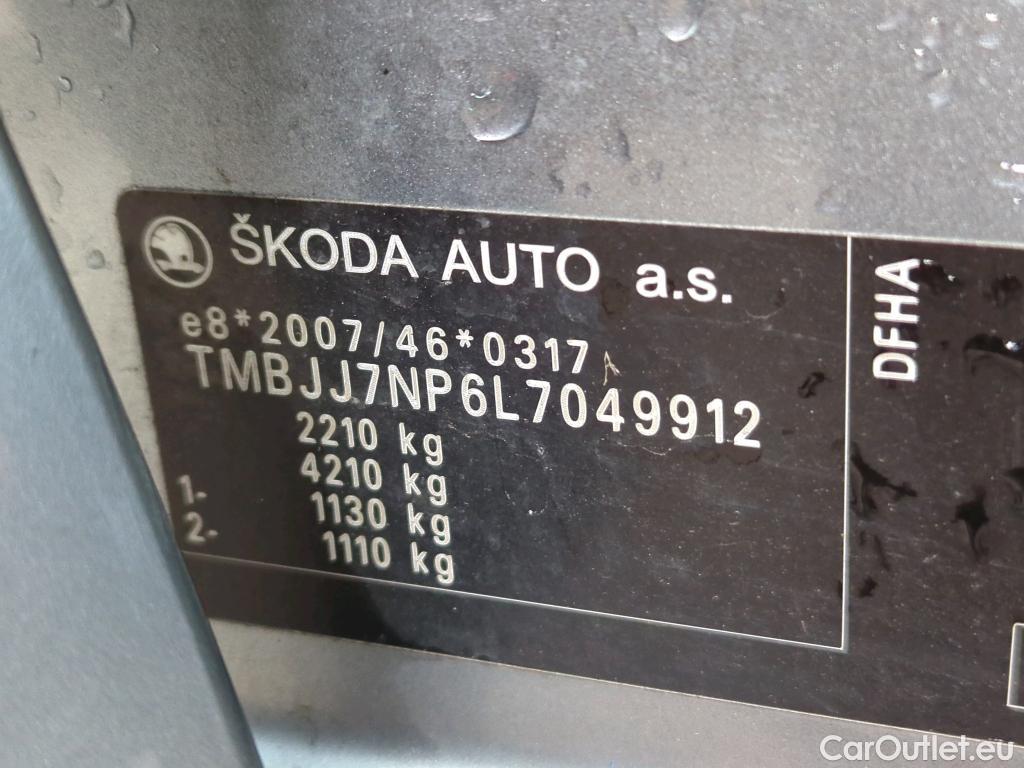 ŠKODA AUTO a.s.
e8*2007/46*0317
TMBJJ7NP6L7049912
2210 kg
4210 kg
1- 1130 kg
2- 1110 kg
DFHA
CarOutlet.eu